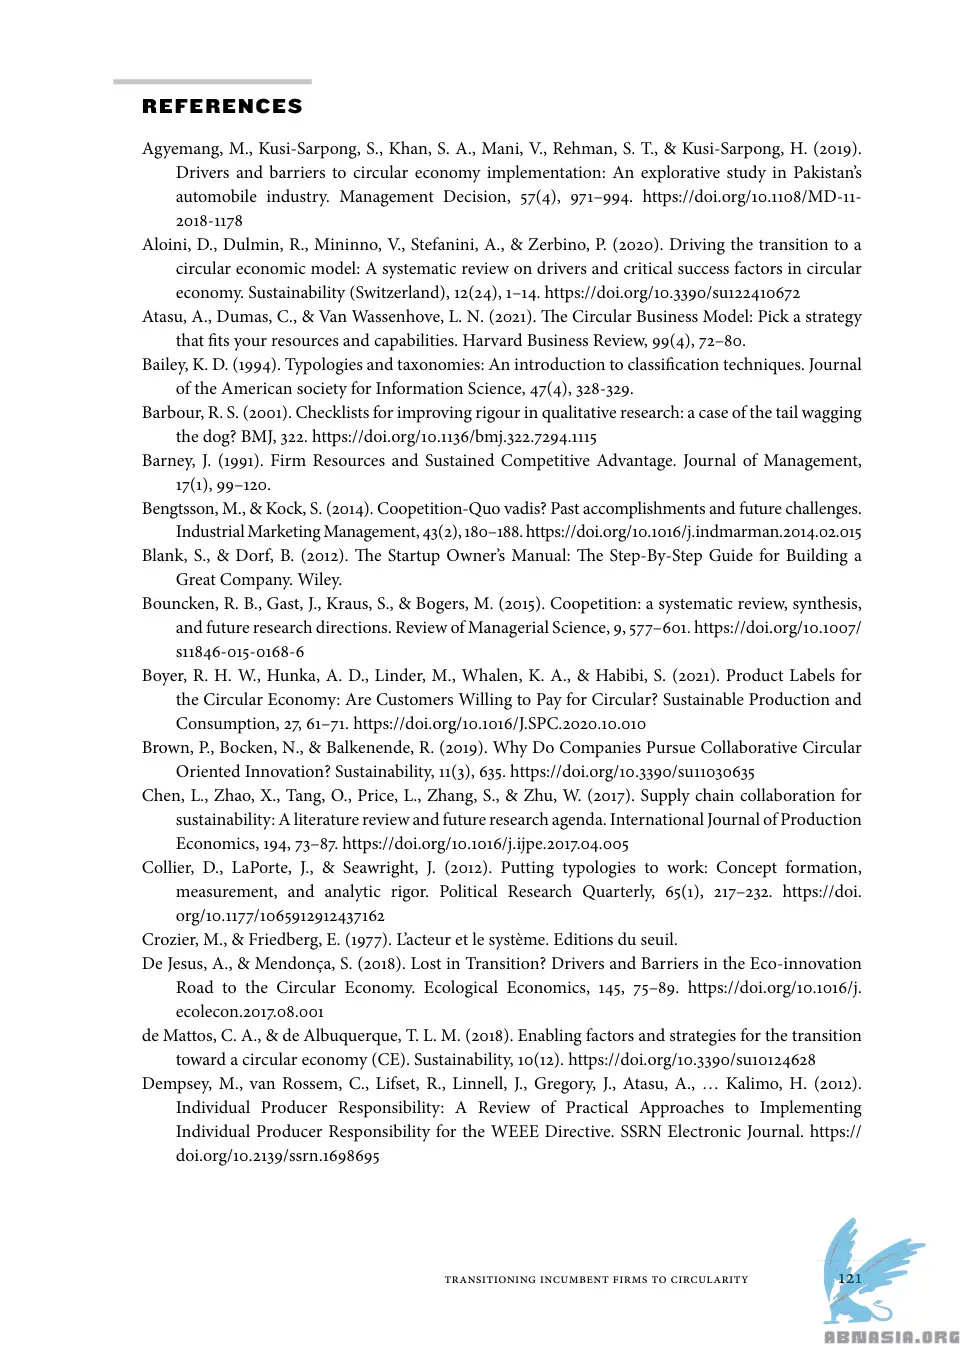 REFERENCES
Agyemang, M., Kusi-Sarpong, S., Khan, S. A., Mani, V., Rehman, S. T., & Kusi-Sarpong, H. (2019).
Drivers and barriers to circular economy implementation: An explorative study in Pakistan's
automobile industry. Management Decision, 57(4), 971–994. https://doi.org/10.1108/MD-11-
2018-1178
Aloini, D., Dulmin, R., Mininno, V., Stefanini, A., & Zerbino, P. (2020). Driving the transition to a
circular economic model: A systematic review on drivers and critical success factors in circular
economy. Sustainability (Switzerland), 12(24), 1–14. https://doi.org/10.3390/su122410672
Atasu, A., Dumas, C., & Van Wassenhove, L. N. (2021). The Circular Business Model: Pick a strategy
that fits your resources and capabilities. Harvard Business Review, 99(4), 72–80.
Bailey, K. D. (1994). Typologies and taxonomies: An introduction to classification techniques. Journal
of the American society for Information Science, 47(4), 328-329.
Barbour, R. S. (2001). Checklists for improving rigour in qualitative research: a case of the tail wagging
the dog? BMJ, 322. https://doi.org/10.1136/bmj.322.7294.1115
Barney, J. (1991). Firm Resources and Sustained Competitive Advantage. Journal of Management,
17(1), 99–120.
Bengtsson, M., & Kock, S. (2014). Coopetition-Quo vadis? Past accomplishments and future challenges.
Industrial Marketing Management, 43(2), 180–188. https://doi.org/10.1016/j.indmarman.2014.02.015
Blank, S., & Dorf, B. (2012). The Startup Owner's Manual: The Step-By-Step Guide for Building a
Great Company. Wiley.
Bouncken, R. B., Gast, J., Kraus, S., & Bogers, M. (2015). Coopetition: a systematic review, synthesis,
and future research directions. Review of Managerial Science, 9, 577–601. https://doi.org/10.1007/
s11846-015-0168-6
Boyer, R. H. W., Hunka, A. D., Linder, M., Whalen, K. A., & Habibi, S. (2021). Product Labels for
the Circular Economy: Are Customers Willing to Pay for Circular? Sustainable Production and
Consumption, 27, 61–71. https://doi.org/10.1016/J.SPC.2020.10.010
Brown, P., Bocken, N., & Balkenende, R. (2019). Why Do Companies Pursue Collaborative Circular
Oriented Innovation? Sustainability, 11(3), 635. https://doi.org/10.3390/su11030635
Chen, L., Zhao, X., Tang, O., Price, L., Zhang, S., & Zhu, W. (2017). Supply chain collaboration for
sustainability: A literature review and future research agenda. International Journal of Production
Economics, 194, 73–87. https://doi.org/10.1016/j.ijpe.2017.04.005
Collier, D., LaPorte, J., & Seawright, J. (2012). Putting typologies to work: Concept formation,
measurement, and analytic rigor. Political Research Quarterly, 65(1), 217–232. https://doi.
org/10.1177/1065912912437162
Crozier, M., & Friedberg, E. (1977). L'acteur et le système. Editions du seuil.
De Jesus, A., & Mendonça, S. (2018). Lost in Transition? Drivers and Barriers in the Eco-innovation
Road to the Circular Economy. Ecological Economics, 145, 75–89. https://doi.org/10.1016/j.
ecolecon.2017.08.001
de Mattos, C. A., & de Albuquerque, T. L. M. (2018). Enabling factors and strategies for the transition
toward a circular economy (CE). Sustainability, 10(12). https://doi.org/10.3390/su10124628
Dempsey, M., van Rossem, C., Lifset, R., Linnell, J., Gregory, J., Atasu, A., … Kalimo, H. (2012).
Individual Producer Responsibility: A Review of Practical Approaches to Implementing
Individual Producer Responsibility for the WEEE Directive. SSRN Electronic Journal. https://
doi.org/10.2139/ssrn.1698695
TRANSITIONING INCUMBENT FIRMS TO CIRCULARITY 121
ABNASIA.ORG